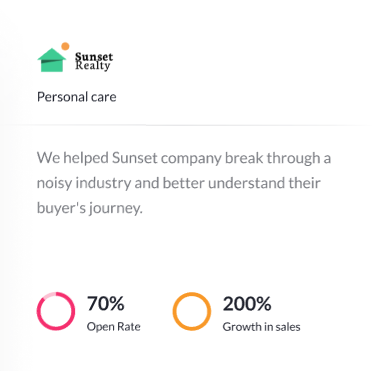 Sunset
Realty
Personal care
We helped Sunset company break through a
noisy industry and better understand their
buyer's journey.
70%
Open Rate
200%
Growth in sales